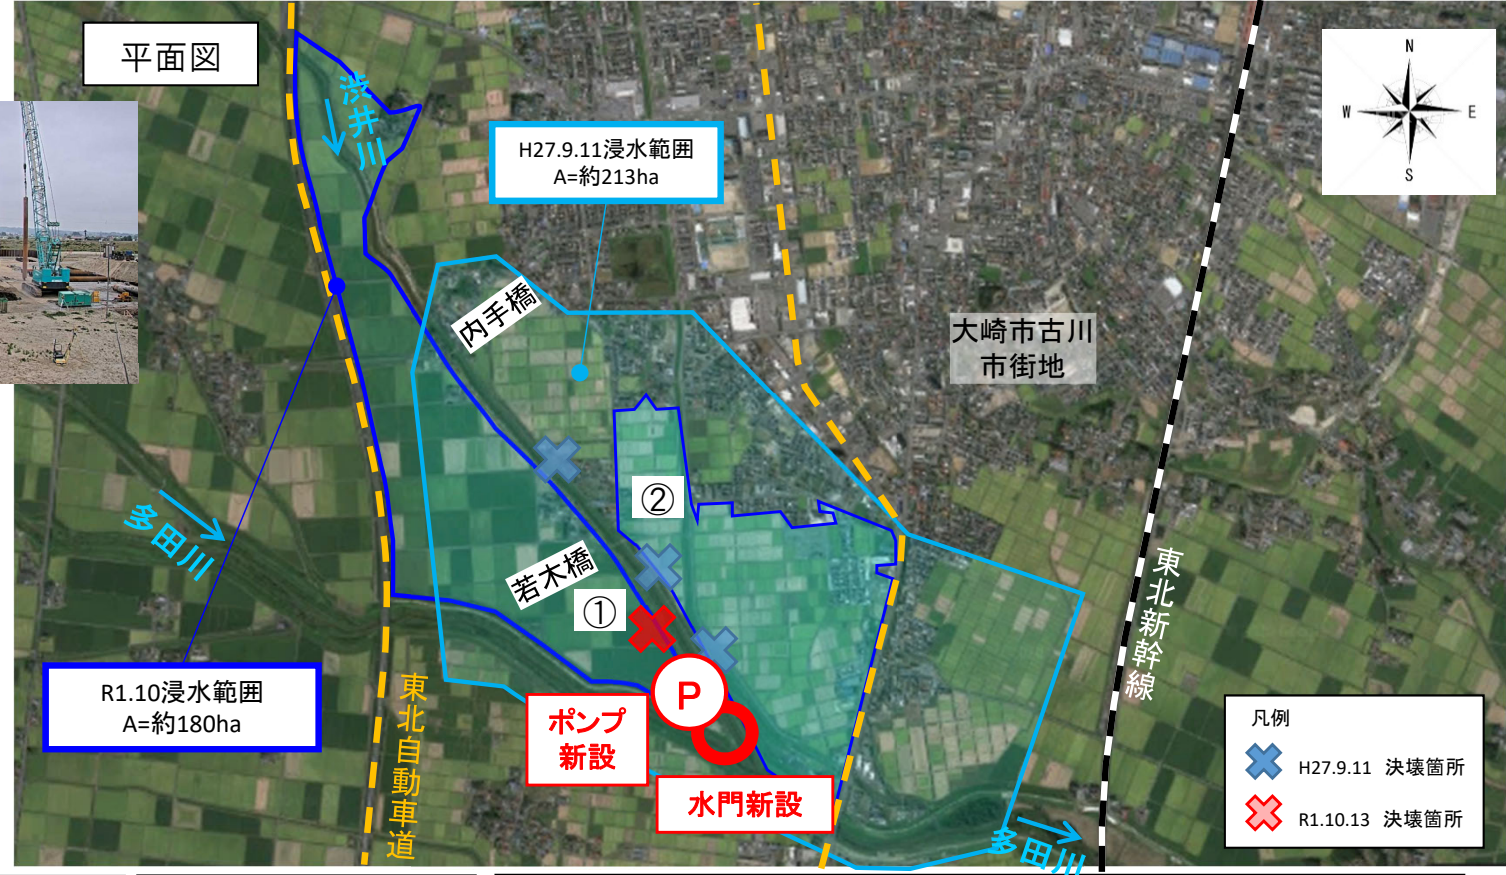 平面図
N
W
E
S
渋井川
H27.9.11浸水範囲
A=約213ha
内手橋
大崎市古川
市街地
②
多田川
若木橋
①
東北新幹線
R1.10浸水範囲
A=約180ha
東北自動車道
P
ポンプ
新設
水門新設
多田川
凡例
H27.9.11 決壊箇所
R1.10.13 決壊箇所